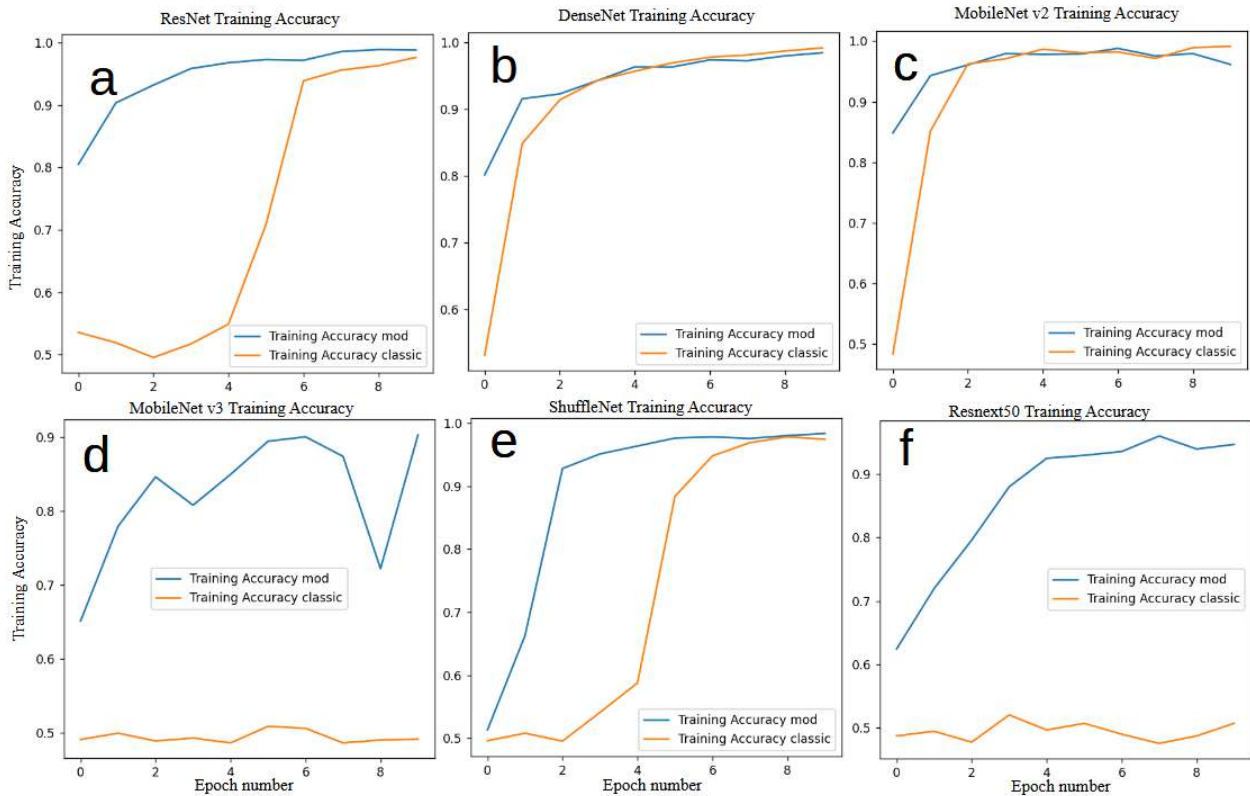 ResNet Training Accuracy
a
Training Accuracy
1.0
0.9
0.8
0.7
0.6
0.5
0
2
4
6
8
Training Accuracy mod
Training Accuracy classic
DenseNet Training Accuracy
b
1.0
0.9
0.8
0.7
0.6
0
2
4
6
8
Training Accuracy mod
Training Accuracy classic
MobileNet v2 Training Accuracy
c
1.0
0.9
0.8
0.7
0.6
0.5
0
2
4
6
8
Training Accuracy mod
Training Accuracy classic
MobileNet v3 Training Accuracy
d
Training Accuracy
0.9
0.8
0.7
0.6
0.5
Training Accuracy mod
Training Accuracy classic
0
2
4
6
8
Epoch number
ShuffleNet Training Accuracy
e
1.0
0.9
0.8
0.7
0.6
0.5
Training Accuracy mod
Training Accuracy classic
0
2
4
6
8
Epoch number
Resnext50 Training Accuracy
f
0.9
0.8
0.7
0.6
0.5
Training Accuracy mod
Training Accuracy classic
0
2
4
6
8
Epoch number